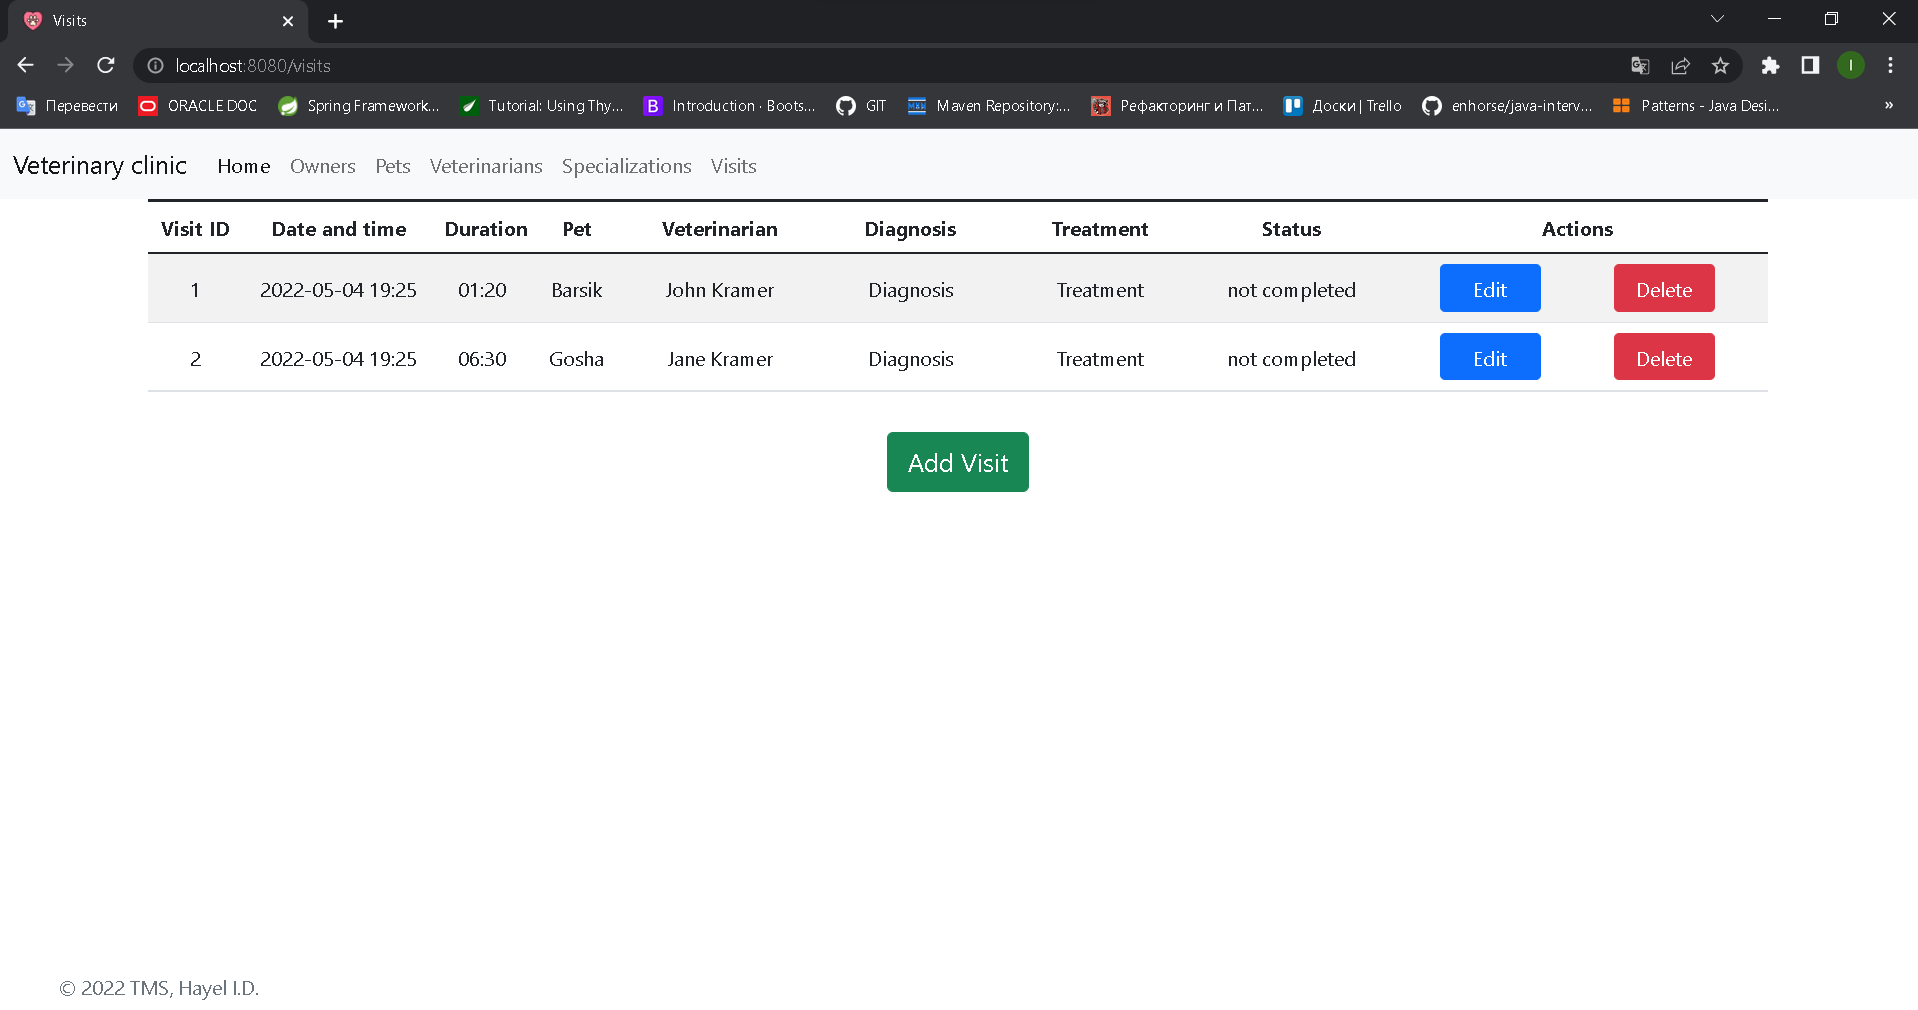 Visits
localhost:8080/visits
I
Перевести ORACLE DOC Spring Framework... Tutorial: Using Thy... Introduction · Boots... GIT Maven Repository:... Рефакторинг и Пат... Доски | Trello enhorse/java-interv... Patterns - Java Desi... »
Veterinary clinic Home Owners Pets Veterinarians Specializations Visits
Visit ID Date and time Duration Pet Veterinarian Diagnosis Treatment Status Actions
1 2022-05-04 19:25 01:20 Barsik John Kramer Diagnosis Treatment not completed Edit Delete
2 2022-05-04 19:25 06:30 Gosha Jane Kramer Diagnosis Treatment not completed Edit Delete
Add Visit
© 2022 TMS, Hayel I.D.